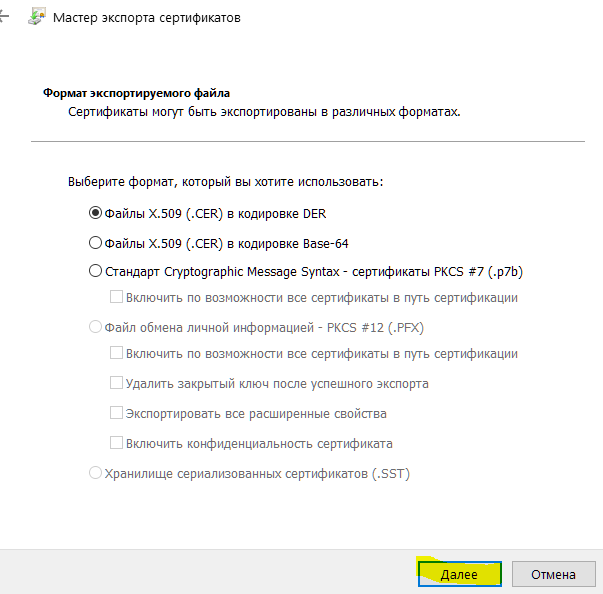 Мастер экспорта сертификатов
Формат экспортируемого файла
Сертификаты могут быть экспортированы в различных форматах.
Выберите формат, который вы хотите использовать:
Файлы X.509 (.CER) в кодировке DER
Файлы X.509 (.CER) в кодировке Base-64
Стандарт Cryptographic Message Syntax - сертификаты PKCS #7 (.p7b)
Включить по возможности все сертификаты в путь сертификации
Файл обмена личной информацией - PKCS #12 (.PFX)
Включить по возможности все сертификаты в путь сертификации
Удалить закрытый ключ после успешного экспорта
Экспортировать все расширенные свойства
Включить конфиденциальность сертификата
Хранилище сериализованных сертификатов (.SST)
Далее
Отмена